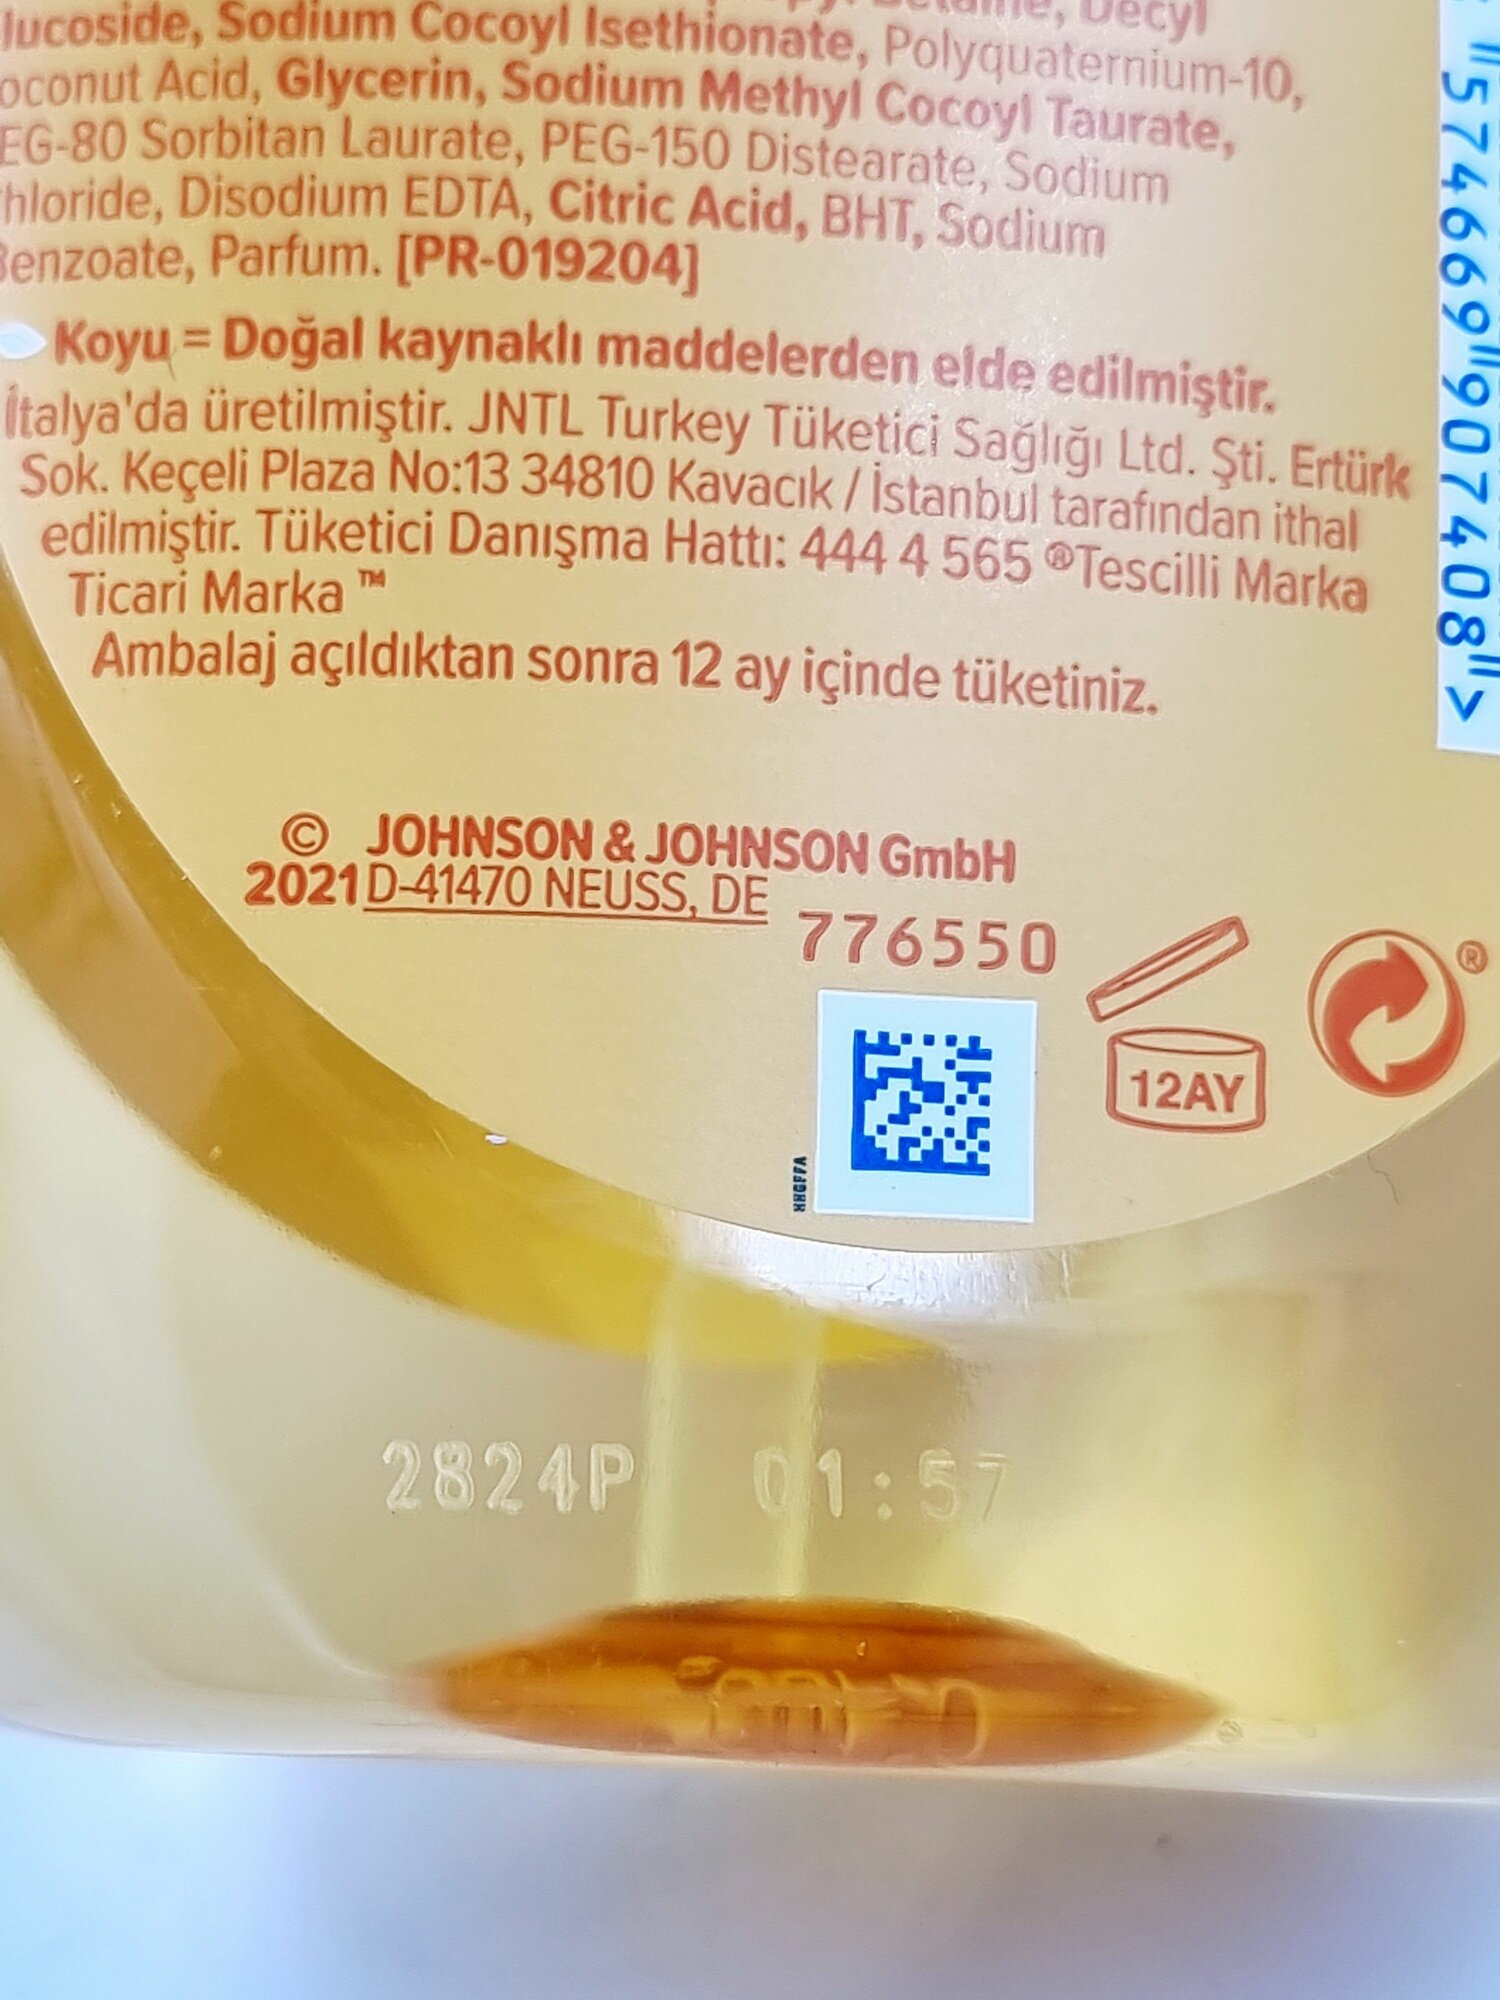 Decyl
Sodium Cocoyl Isethionate, Polyquaternium-10,
Acid, Glycerin, Sodium Methyl Cocoyl Taurate,
EG-80 Sorbitan Laurate, PEG-150 Distearate, Sodium
hloride, Disodium EDTA, Citric Acid, BHT, Sodium
Benzoate, Parfum. [PR-019204]
Koyu = Doğal kaynaklı maddelerden elde edilmiştir.
İtalya'da üretilmiştir. JNTL Turkey Tüketici Sağlığı Ltd. Şti. Ertürk
Sok. Keçeli Plaza No:13 34810 Kavacık / İstanbul tarafından ithal
edilmiştir. Tüketici Danışma Hattı: 444 4 565 ®Tescilli Marka
Ticari Marka ™
Ambalaj açıldıktan sonra 12 ay içinde tüketiniz.
© JOHNSON & JOHNSON GmbH
2021 D-41470 NEUSS, DE
776550
12AY
®
2824P 01:57
"574669"907408">